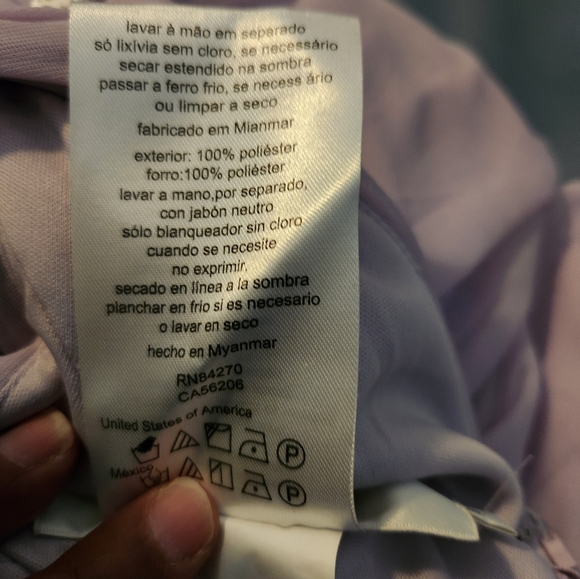 lavar à mão em separado
só lixívia sem cloro, se necessário
secar estendido na sombra
passar a ferro frio, se necess ário
ou limpar a seco
fabricado em Mianmar
exterior: 100% poliéster
forro:100% poliéster
lavar a mano,por separado,
con jabón neutro
sólo blanqueador sin cloro
cuando se necesite
no exprimir.
secado en línea a la sombra
planchar en frio si es necesario
o lavar en seco
hecho en Myanmar
RN84270
CA56206
United States of America
P
México
P